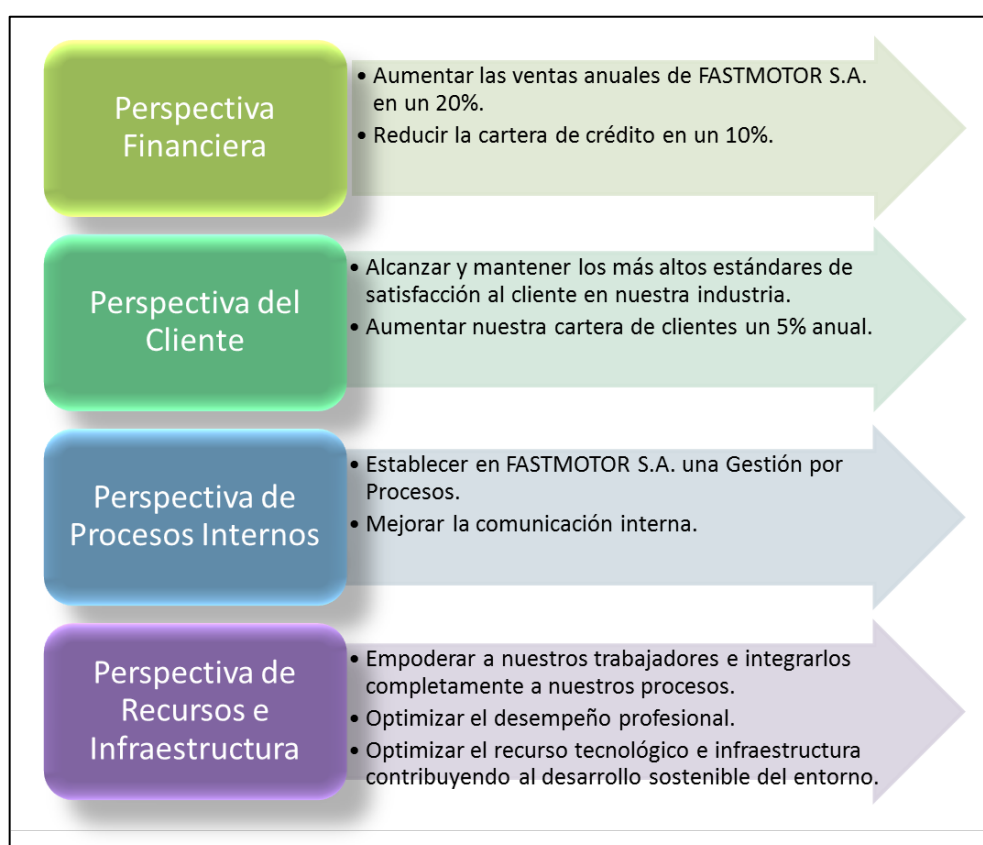 Perspectiva
Financiera
• Aumentar las ventas anuales de FASTMOTOR S.A.
en un 20%.
• Reducir la cartera de crédito en un 10%.
Perspectiva del
Cliente
• Alcanzar y mantener los más altos estándares de
satisfacción al cliente en nuestra industria.
• Aumentar nuestra cartera de clientes un 5% anual.
Perspectiva de
Procesos Internos
• Establecer en FASTMOTOR S.A. una Gestión por
Procesos.
• Mejorar la comunicación interna.
Perspectiva de
Recursos e
Infraestructura
• Empoderar a nuestros trabajadores e integrarlos
completamente a nuestros procesos.
• Optimizar el desempeño profesional.
• Optimizar el recurso tecnológico e infraestructura
contribuyendo al desarrollo sostenible del entorno.